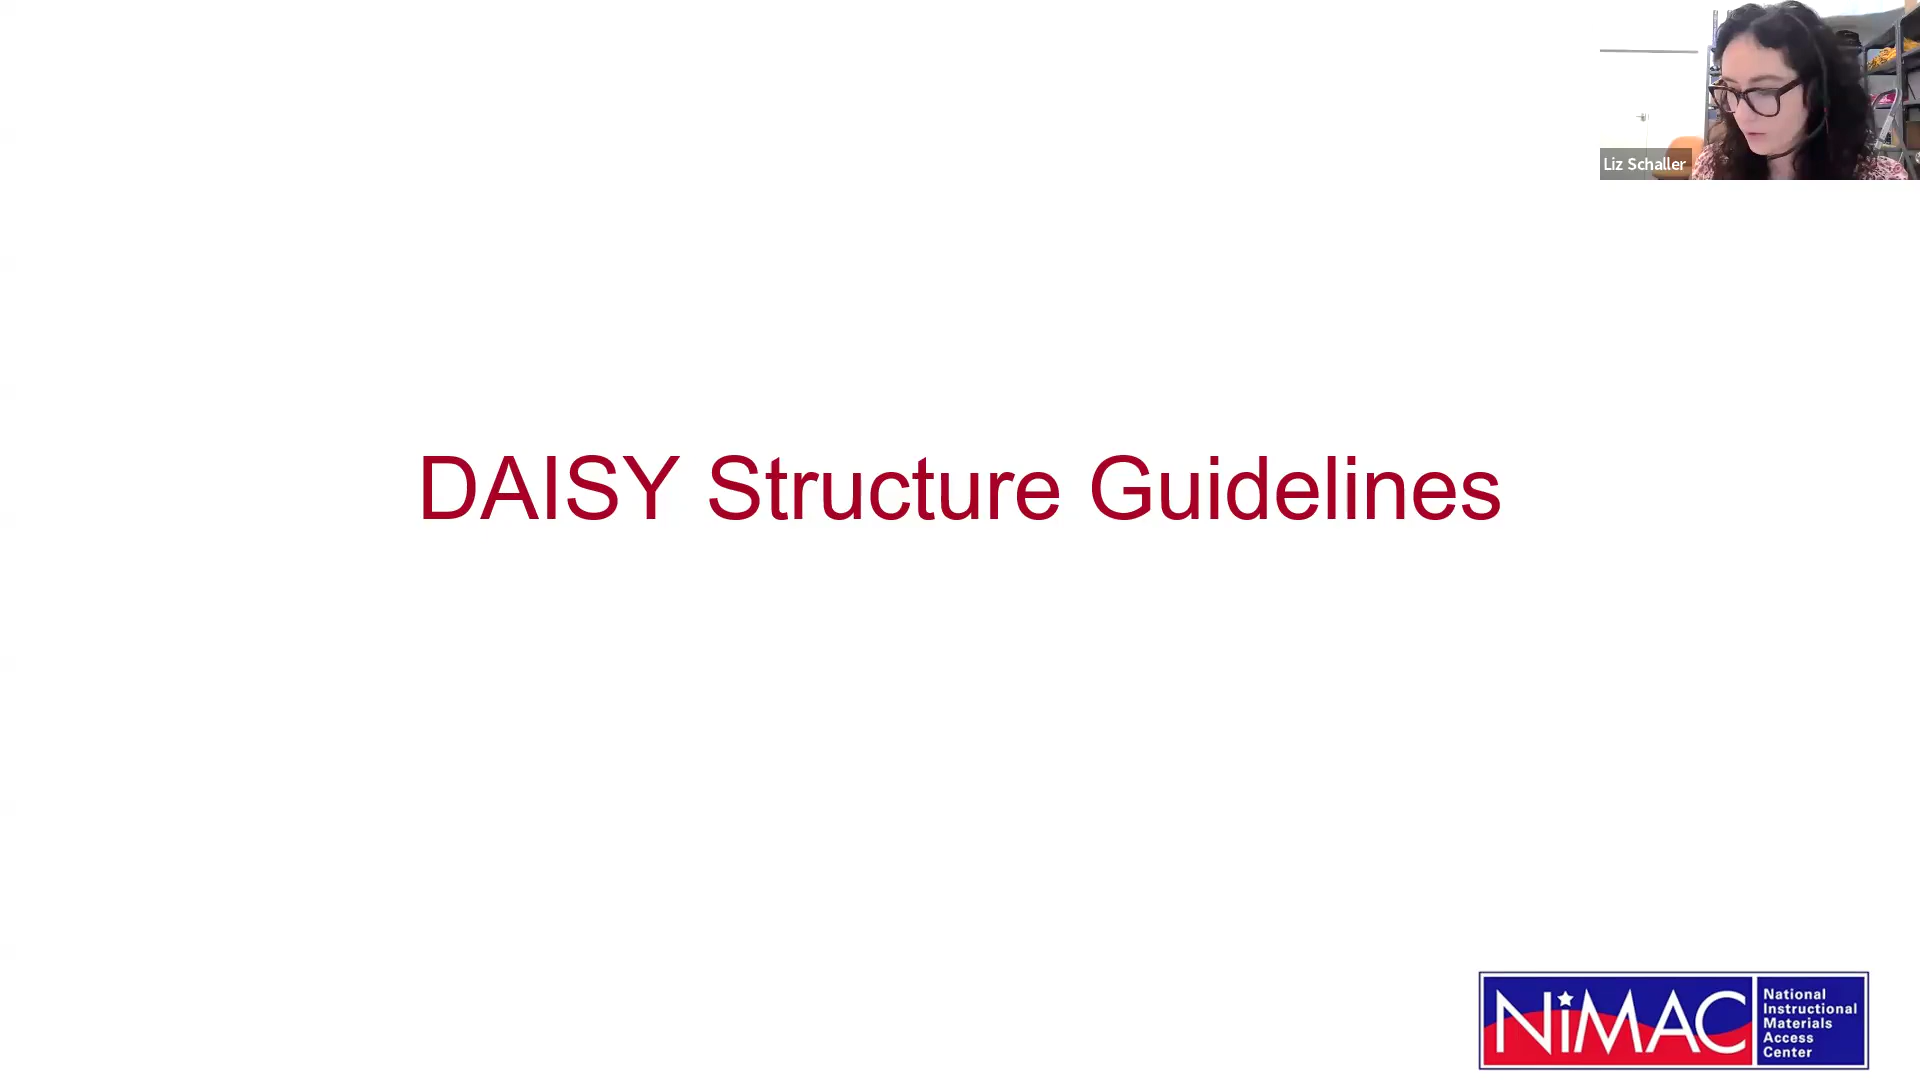 Liz Schaller
DAISY Structure Guidelines
NiMAC
National
Instructional
Materials
Access
Center